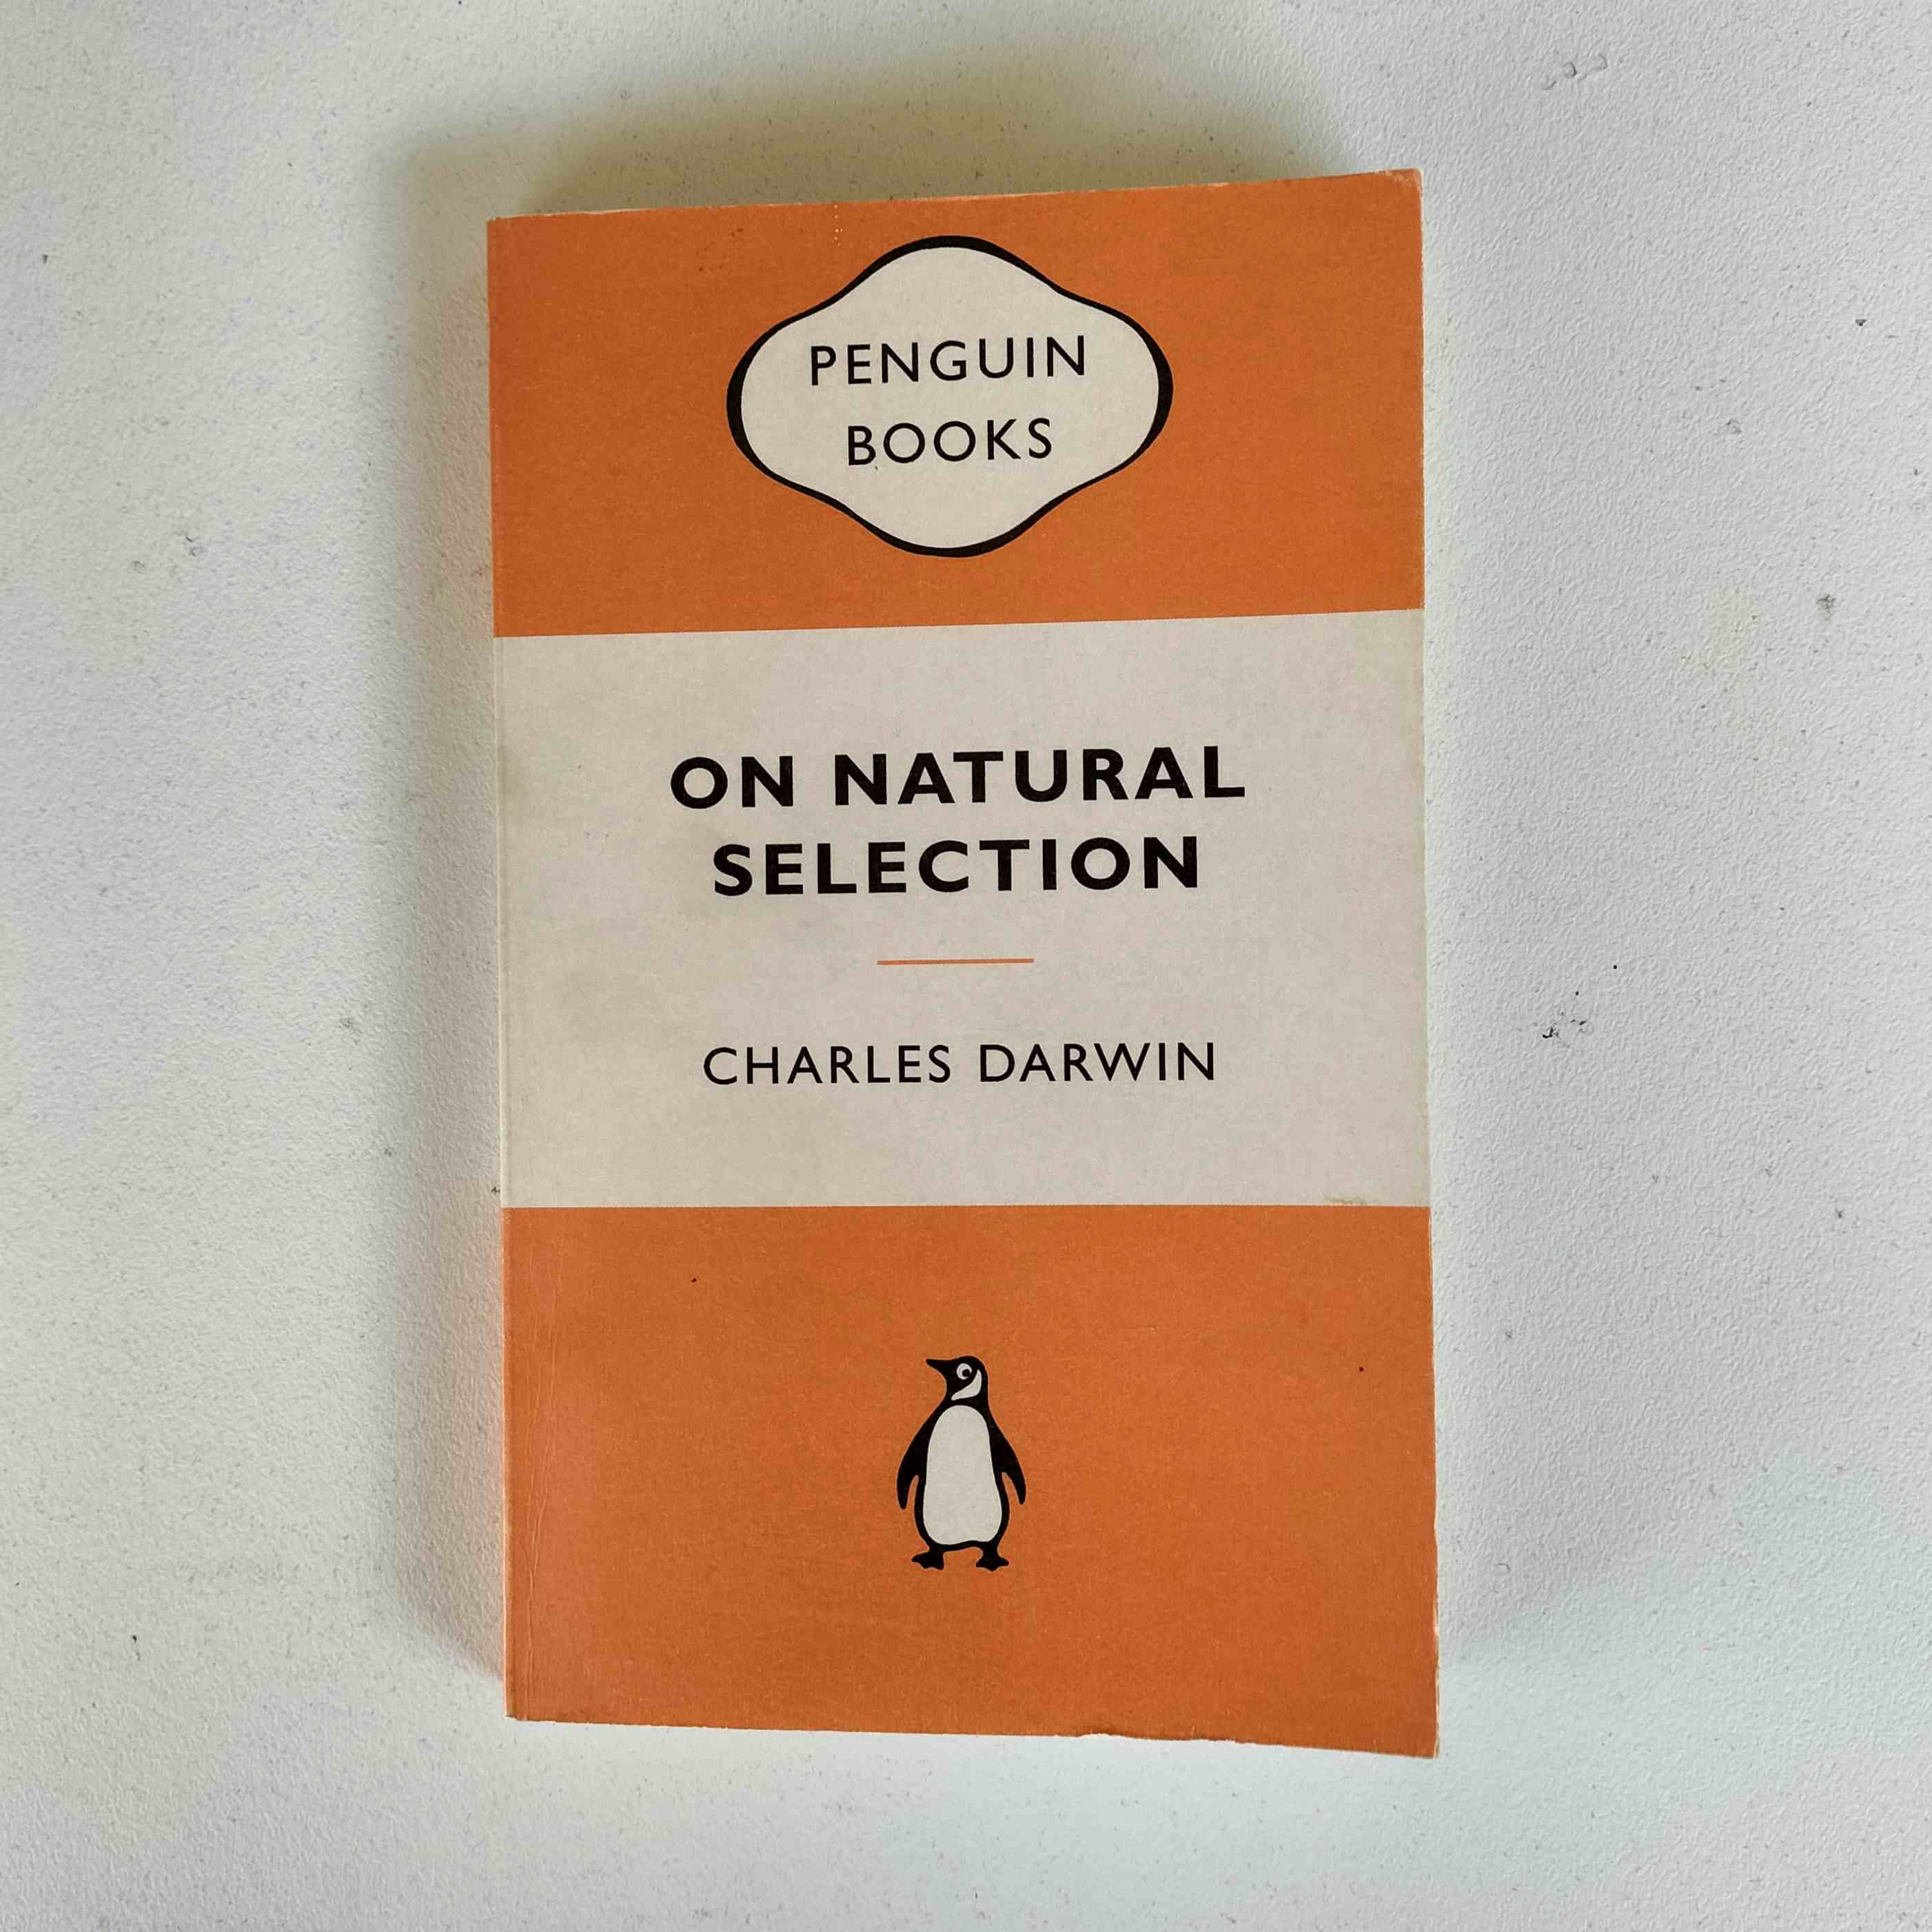 PENGUIN
BOOKS
ON NATURAL
SELECTION
CHARLES DARWIN